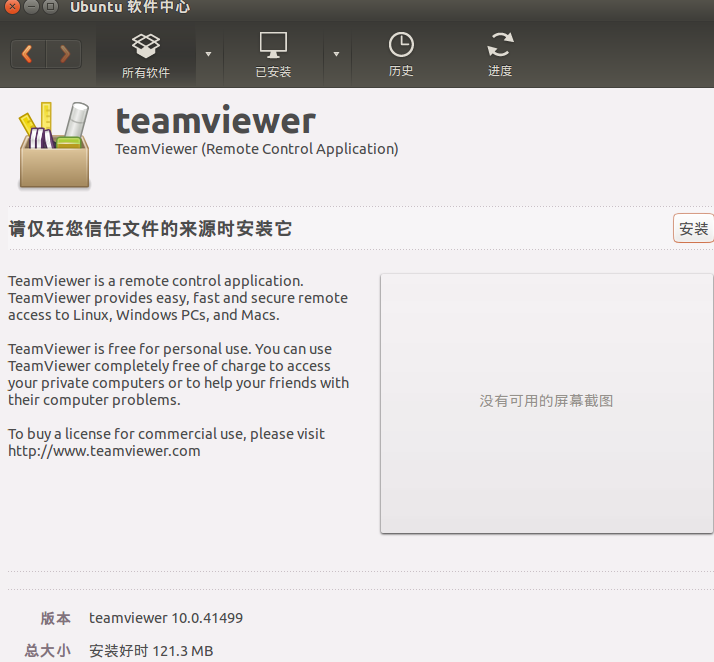 Ubuntu 软件中心
所有软件
已安装
历史
进度
teamviewer
TeamViewer (Remote Control Application)
请仅在您信任文件的来源时安装它
安装
TeamViewer is a remote control application.
TeamViewer provides easy, fast and secure remote
access to Linux, Windows PCs, and Macs.
TeamViewer is free for personal use. You can use
TeamViewer completely free of charge to access
your private computers or to help your friends with
their computer problems.
To buy a license for commercial use, please visit
http://www.teamviewer.com
没有可用的屏幕截图
版本 teamviewer 10.0.41499
总大小 安装好时 121.3 MB